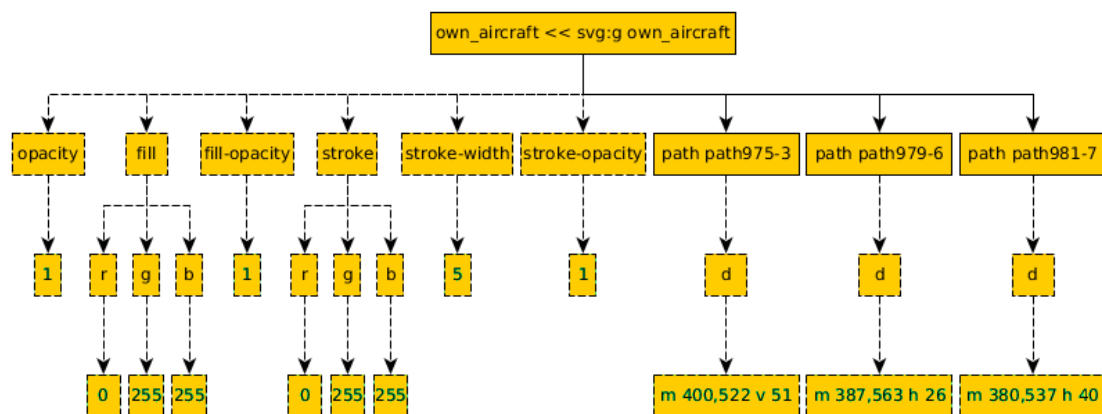 own_aircraft << svg:g own_aircraft
opacity fill fill-opacity stroke stroke-width stroke-opacity path path975-3 path path979-6 path path981-7
1 r g b 1 r g b 5 1 d d d
0 255 255 0 255 255 m 400,522 v 51 m 387,563 h 26 m 380,537 h 40